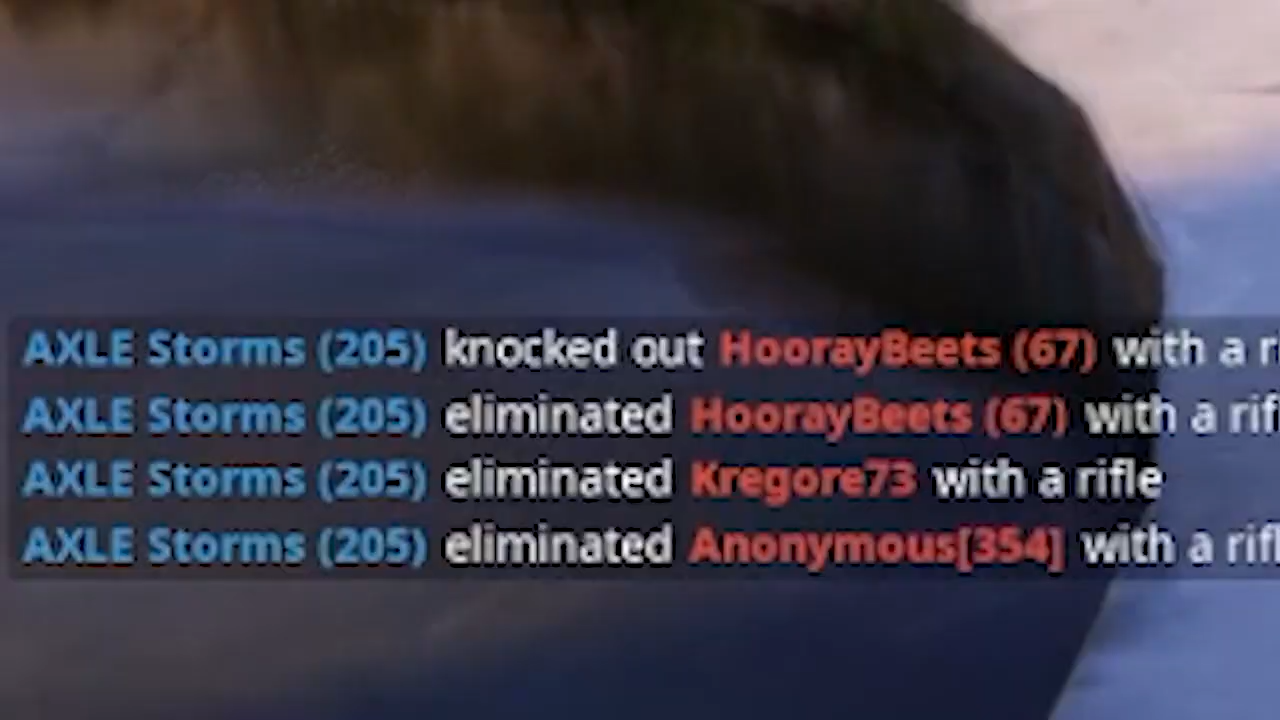 AXLE Storms (205) knocked out HoorayBeets (67) with a
AXLE Storms (205) eliminated HoorayBeets (67) with a
AXLE Storms (205) eliminated Kregore73 with a rifle
AXLE Storms (205) eliminated Anonymous[354] with a